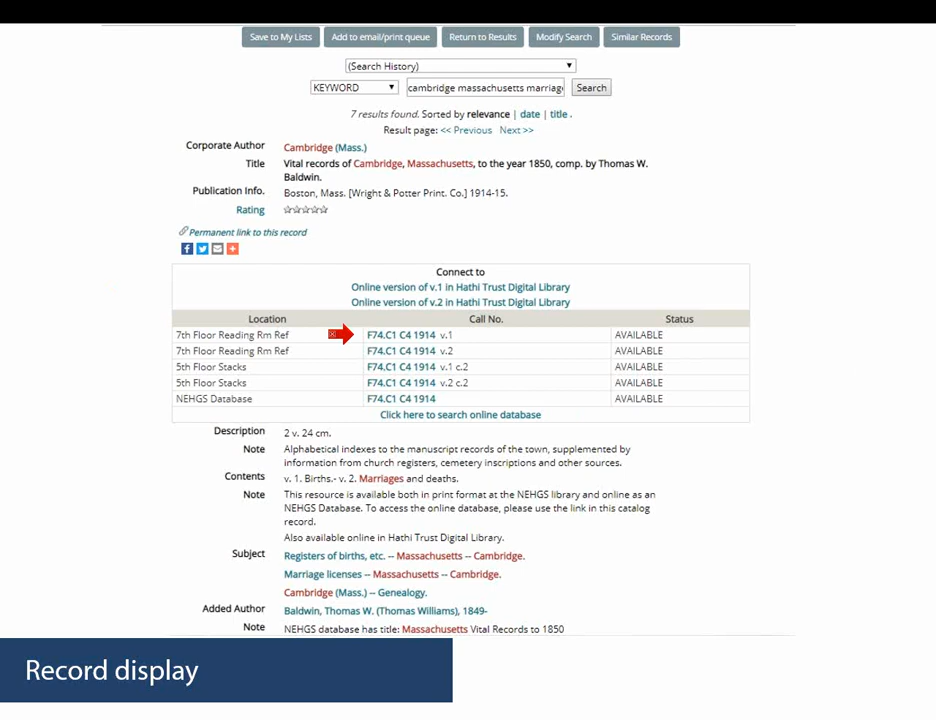 Save to My Lists Add to email/print queue Return to Results Modify Search Similar Records
(Search History)
KEYWORD cambridge massachusetts marriag Search
7 results found. Sorted by relevance | date | title .
Result page: << Previous Next >>
Corporate Author Cambridge (Mass.)
Title Vital records of Cambridge, Massachusetts, to the year 1850, comp. by Thomas W.
Baldwin.
Publication Info. Boston, Mass. [Wright & Potter Print. Co.] 1914-15.
Rating
Permanent link to this record
Connect to
Online version of v.1 in Hathi Trust Digital Library
Online version of v.2 in Hathi Trust Digital Library
Location Call No. Status
7th Floor Reading Rm Ref F74.C1 C4 1914 v.1 AVAILABLE
7th Floor Reading Rm Ref F74.C1 C4 1914 v.2 AVAILABLE
5th Floor Stacks F74.C1 C4 1914 v.1 c.2 AVAILABLE
5th Floor Stacks F74.C1 C4 1914 v.2 c.2 AVAILABLE
NEHGS Database F74.C1 C4 1914 AVAILABLE
Click here to search online database
Description 2 v. 24 cm.
Note Alphabetical indexes to the manuscript records of the town, supplemented by
information from church registers, cemetery inscriptions and other sources.
Contents v. 1. Births.- v. 2. Marriages and deaths.
Note This resource is available both in print format at the NEHGS library and online as an
NEHGS Database. To access the online database, please use the link in this catalog
record.
Also available online in Hathi Trust Digital Library.
Subject Registers of births, etc. -- Massachusetts -- Cambridge.
Marriage licenses -- Massachusetts -- Cambridge.
Cambridge (Mass.) -- Genealogy.
Added Author Baldwin, Thomas W. (Thomas Williams), 1849-
Note NEHGS database has title: Massachusetts Vital Records to 1850
Record display